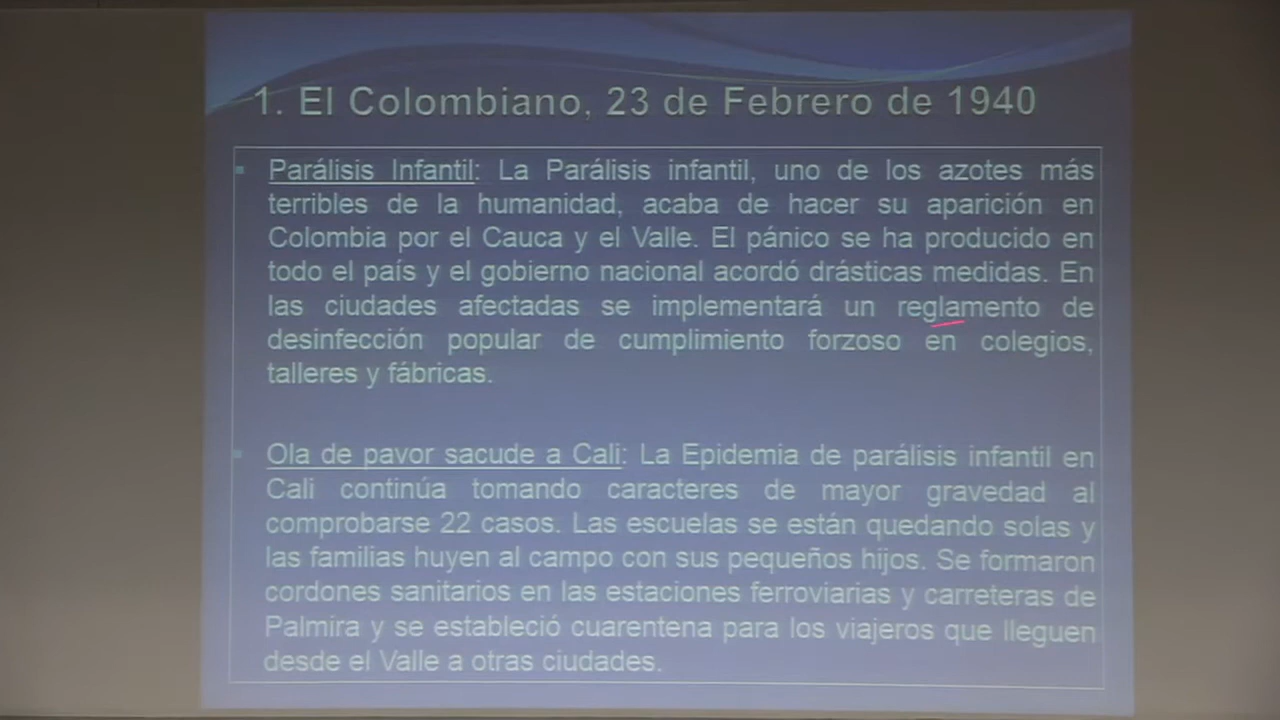 1. El Colombiano, 23 de Febrero de 1940
Parálisis Infantil: La Parálisis infantil, uno de los azotes más
terribles de la humanidad, acaba de hacer su aparición en
Colombia por el Cauca y el Valle. El pánico se ha producido en
todo el país y el gobierno nacional acordó drásticas medidas. En
las ciudades afectadas se implementará un reglamento de
desinfección popular de cumplimiento forzoso en colegios,
talleres y fábricas.
Ola de pavor sacude a Cali: La Epidemia de parálisis infantil en
Cali continúa tomando caracteres de mayor gravedad al
comprobarse 22 casos. Las escuelas se están quedando solas y
las familias huyen al campo con sus pequeños hijos. Se formaron
cordones sanitarios en las estaciones ferroviarias y carreteras de
Palmira y se estableció cuarentena para los viajeros que lleguen
desde el Valle a otras ciudades.